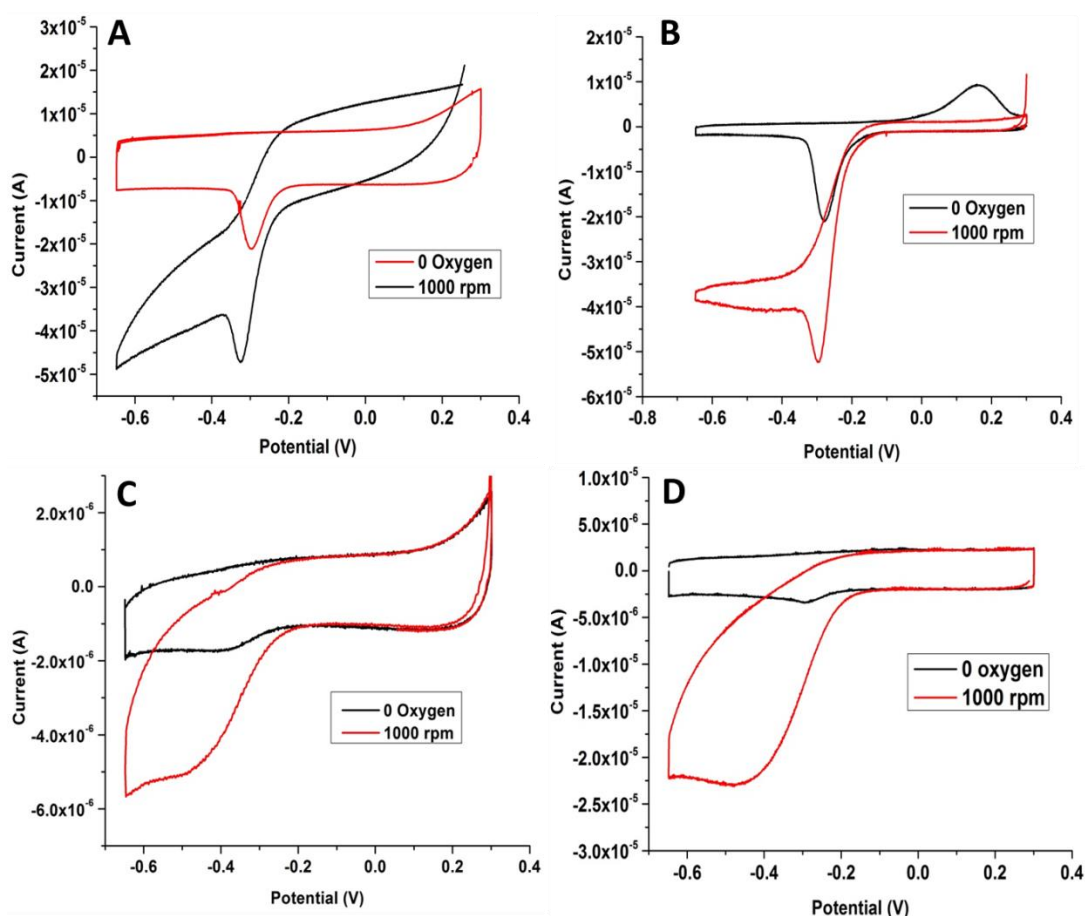 A
3x10⁻⁵
2x10⁻⁵
1x10⁻⁵
0
-1x10⁻⁵
-2x10⁻⁵
-3x10⁻⁵
-4x10⁻⁵
-5x10⁻⁵
Current (A)
0 Oxygen
1000 rpm
-0.6
-0.4
-0.2
0.0
0.2
0.4
Potential (V)
B
2x10⁻⁵
1x10⁻⁵
0
-1x10⁻⁵
-2x10⁻⁵
-3x10⁻⁵
-4x10⁻⁵
-5x10⁻⁵
-6x10⁻⁵
Current (A)
0 Oxygen
1000 rpm
-0.8
-0.6
-0.4
-0.2
0.0
0.2
0.4
Potential (V)
C
2.0x10⁻⁶
0.0
-2.0x10⁻⁶
-4.0x10⁻⁶
-6.0x10⁻⁶
Current (A)
0 Oxygen
1000 rpm
-0.6
-0.4
-0.2
0.0
0.2
0.4
Potential (V)
D
1.0x10⁻⁵
5.0x10⁻⁶
0.0
-5.0x10⁻⁶
-1.0x10⁻⁵
-1.5x10⁻⁵
-2.0x10⁻⁵
-2.5x10⁻⁵
-3.0x10⁻⁵
Current (A)
0 oxygen
1000 rpm
-0.6
-0.4
-0.2
0.0
0.2
0.4
Potential (V)